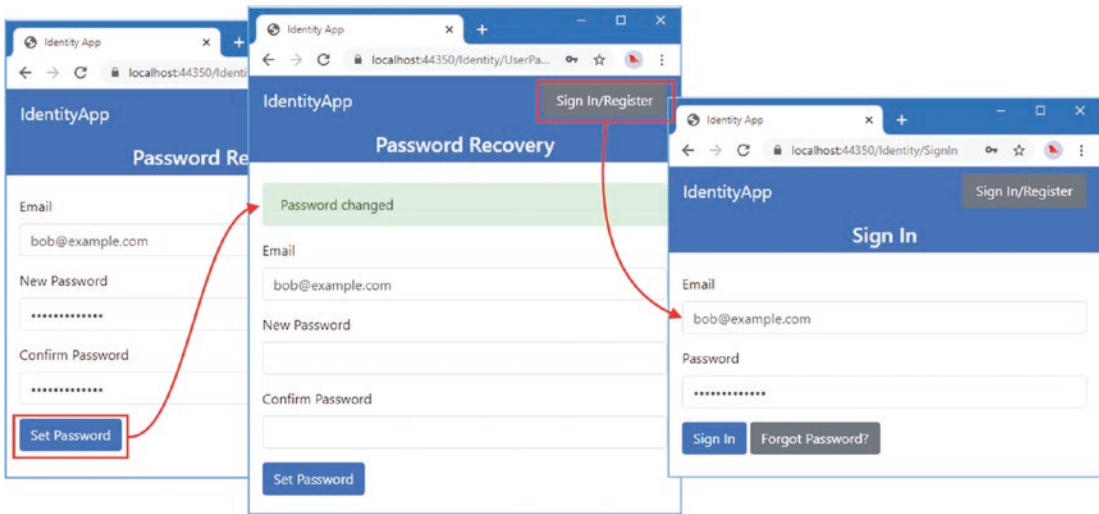 Identity App
localhost:44350/Identi
IdentityApp
Password Re
Email
bob@example.com
New Password
•••••••••••••
Confirm Password
•••••••••••••
Set Password
Identity App
localhost:44350/Identity/UserPa...
IdentityApp
Sign In/Register
Password Recovery
Password changed
Email
bob@example.com
New Password
Confirm Password
Set Password
Identity App
localhost:44350/Identity/SignIn
IdentityApp
Sign In/Register
Sign In
Email
bob@example.com
Password
•••••••••••••
Sign In Forgot Password?